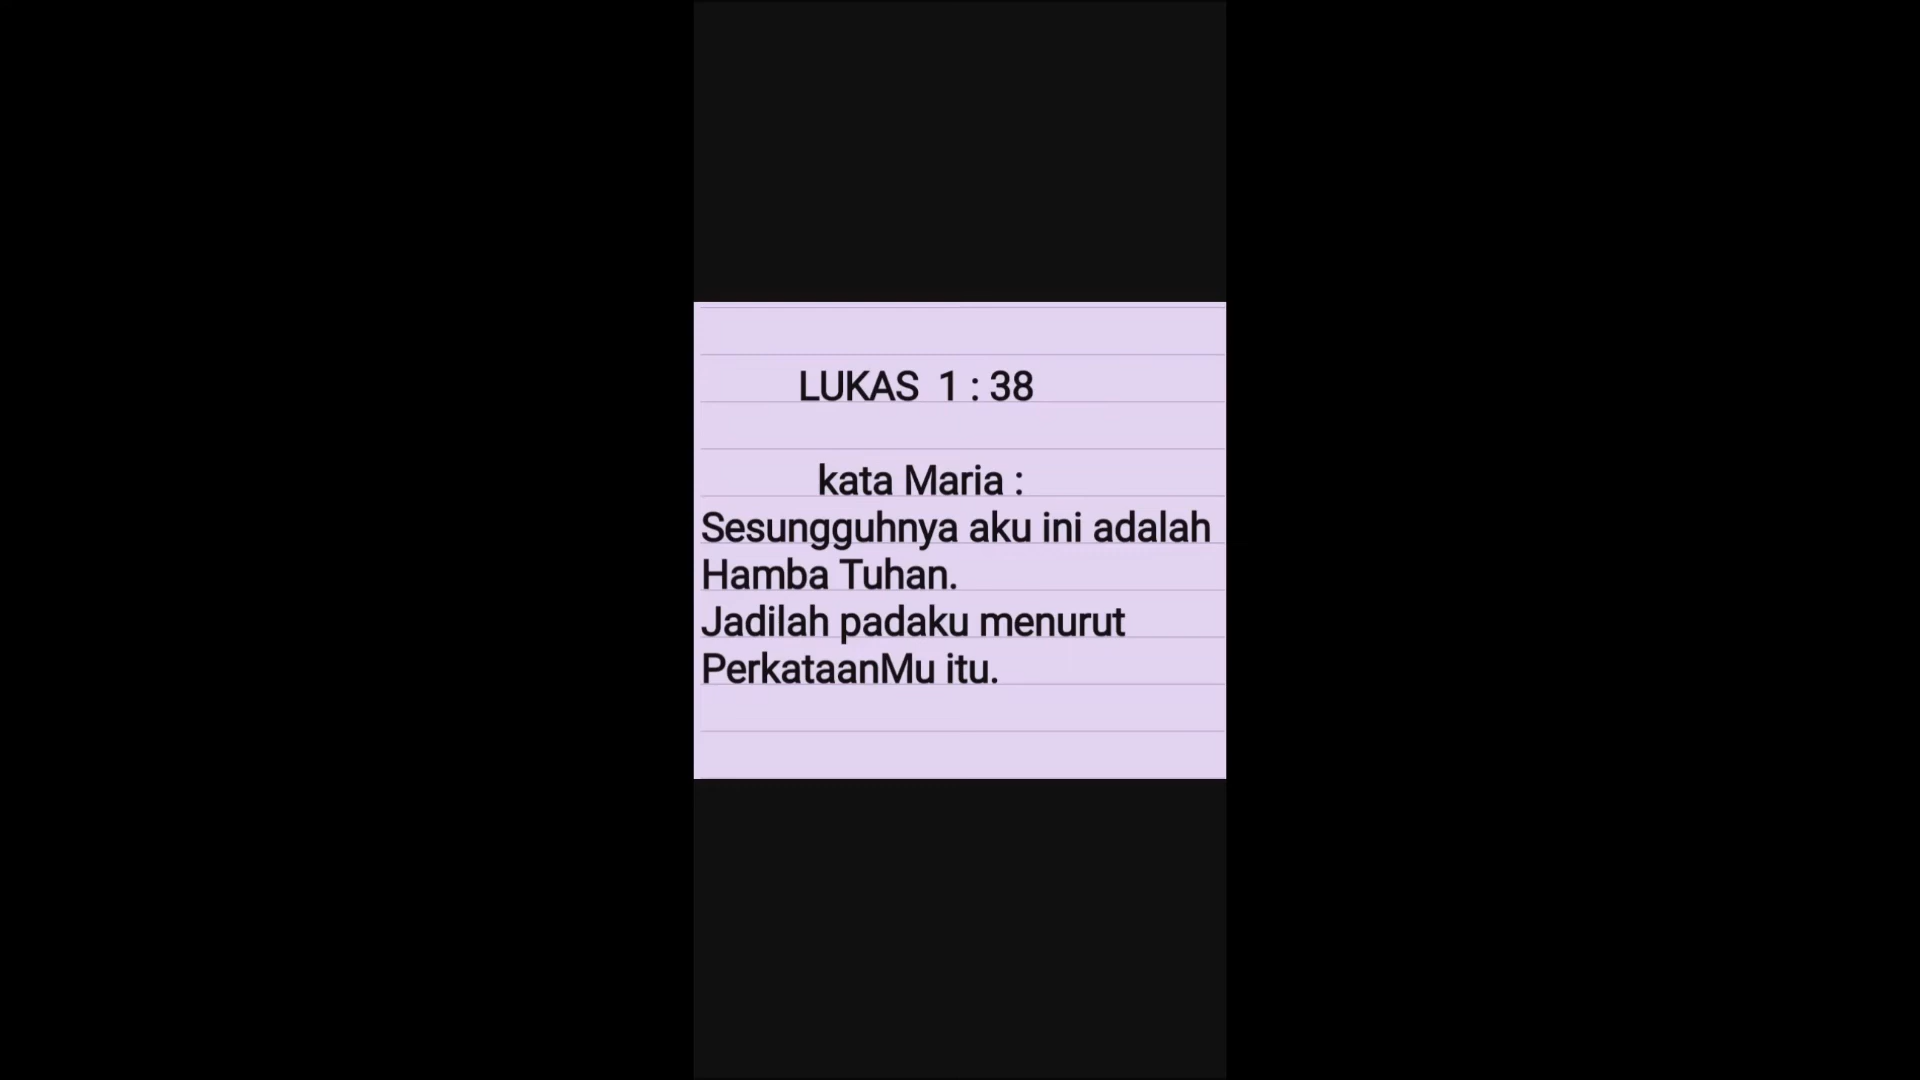 LUKAS 1 : 38
kata Maria :
Sesungguhnya aku ini adalah
Hamba Tuhan.
Jadilah padaku menurut
PerkataanMu itu.